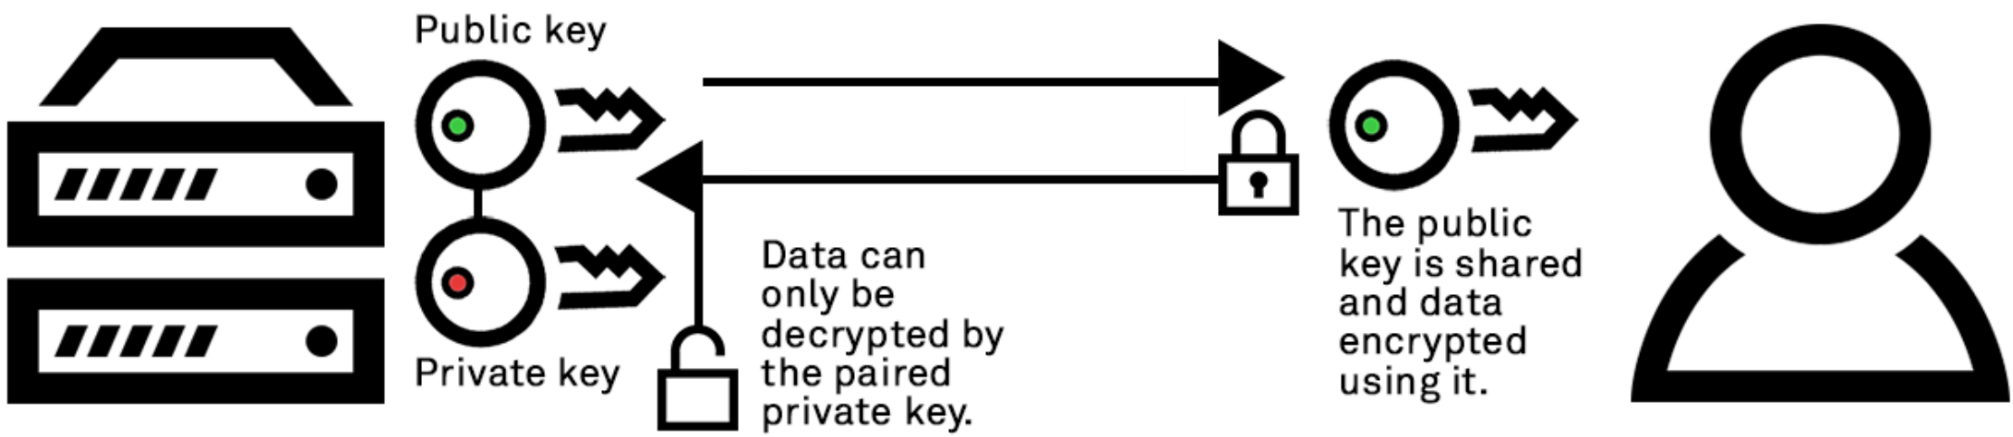 Public key
Private key
Data can
only be
decrypted by
the paired
private key.
The public
key is shared
and data
encrypted
using it.